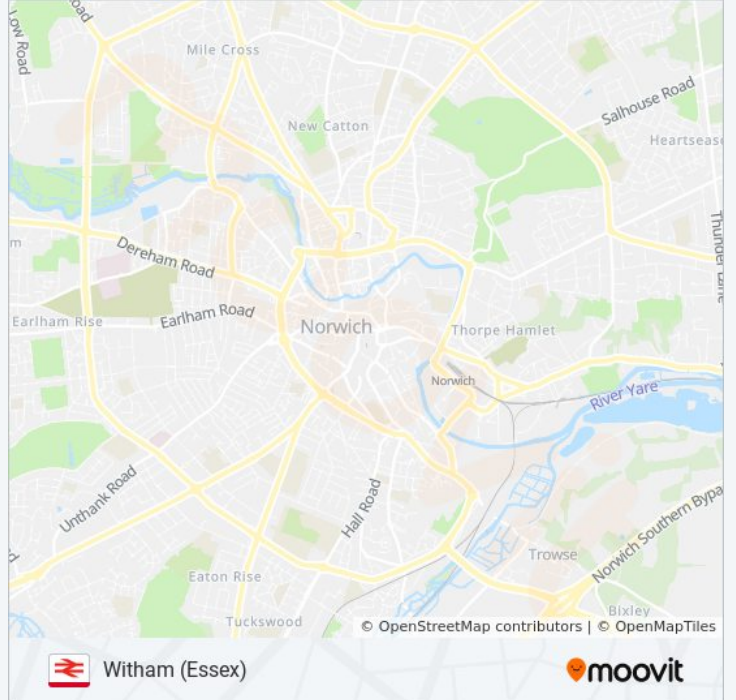 oad
Low Road
Mile Cross
Salhouse Road
New Catton
Heartsease
Dereham Road
Thunder Lane
m
Earlham Road
Earlham Rise
Norwich
Thorpe Hamlet
Norwich
River Yare
Unthank Road
Hall Road
Norwich Southern Bypa
Trowse
Eaton Rise
Bixley
Tuckswood
© OpenStreetMap contributors | © OpenMapTiles
Witham (Essex)
moovit